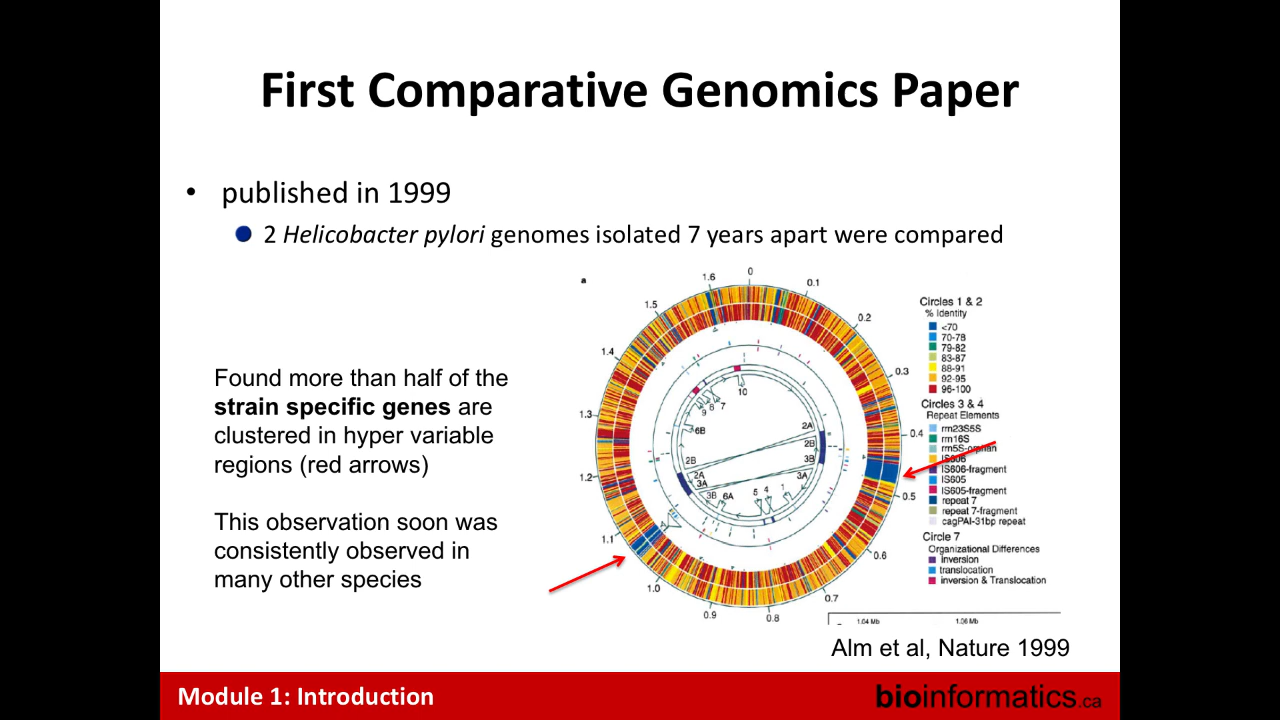 First Comparative Genomics Paper
• published in 1999
2 Helicobacter pylori genomes isolated 7 years apart were compared
Found more than half of the
strain specific genes are
clustered in hyper variable
regions (red arrows)
This observation soon was
consistently observed in
many other species
a
0
0.1
0.2
0.3
0.4
0.5
0.6
0.7
0.8
0.9
1.0
1.1
1.2
1.3
1.4
1.5
1.6
10
7
6
9
6B
2B
2A
3A
3B
6A
5
4
1
2A
2B
3B
3A
Circles 1 & 2
% Identity
<70
70-78
79-82
83-87
88-91
92-95
96-100
Circles 3 & 4
Repeat Elements
rrn23S5S
rrn16S
rrn5S-orphan
IS606
IS606-fragment
IS605
IS605-fragment
repeat 7
repeat 7-fragment
cagPAI-31bp repeat
Circle 7
Organizational Differences
inversion
translocation
inversion & Translocation
1.04 Mb
1.06 Mb
Alm et al, Nature 1999
Module 1: Introduction
bioinformatics.ca